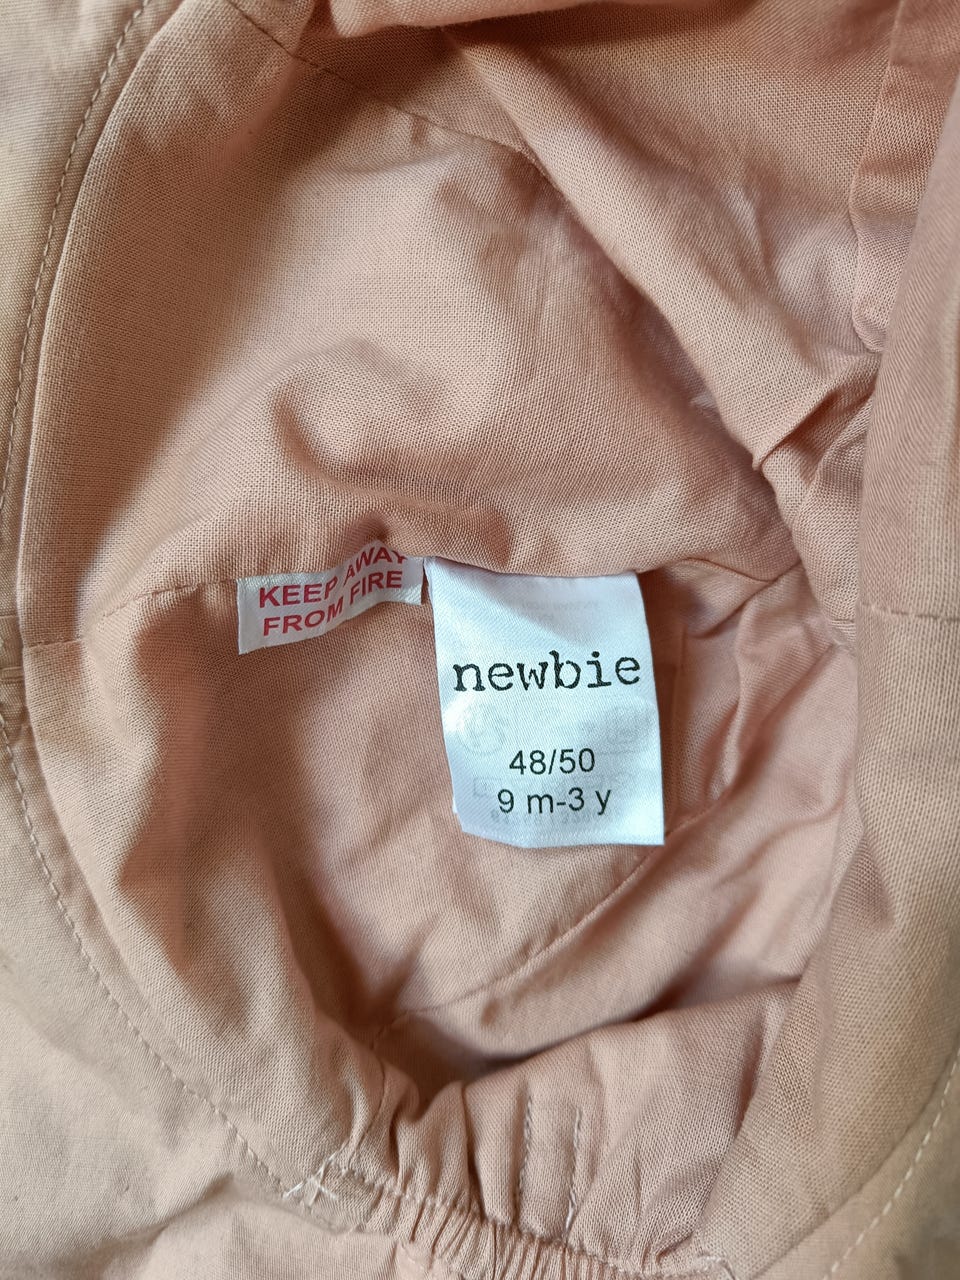 KEEP AWAY
FROM FIRE
newbie
48/50
9 m-3 y